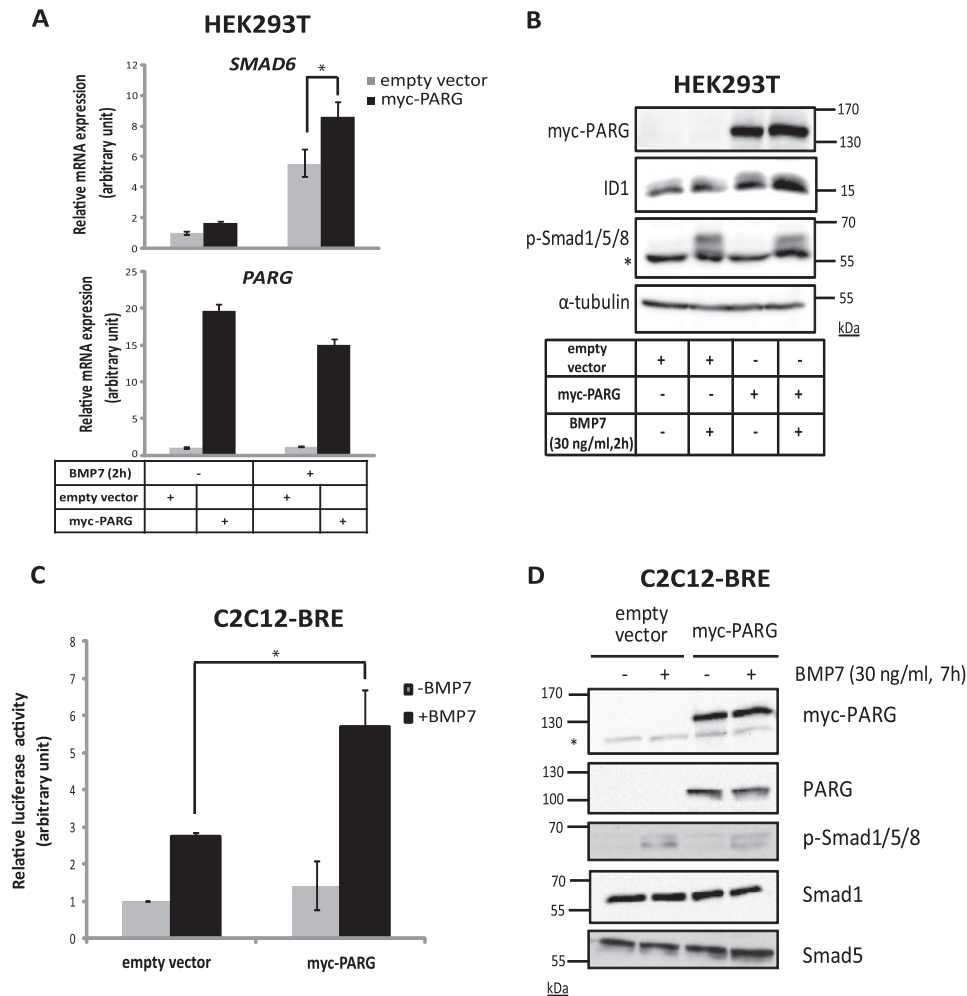 A
HEK293T
SMAD6
*
empty vector
myc-PARG
Relative mRNA expression
(arbitrary unit)
12
10
8
6
4
2
0
PARG
Relative mRNA expression
(arbitrary unit)
25
20
15
10
5
0
BMP7 (2h) - +
empty vector + +
myc-PARG + +
B
HEK293T
myc-PARG
170
130
ID1
15
p-Smad1/5/8
*
70
55
α-tubulin
55
kDa
empty
vector + + - -
myc-PARG - - + +
BMP7
(30 ng/ml,2h) - + - +
C
C2C12-BRE
*
-BMP7
+BMP7
Relative luciferase activity
(arbitrary unit)
8
7
6
5
4
3
2
1
0
empty vector
myc-PARG
D
C2C12-BRE
empty
vector
myc-PARG
- + - + BMP7 (30 ng/ml, 7h)
170
130
*
myc-PARG
130
100
PARG
70
p-Smad1/5/8
70
55
Smad1
55
Smad5
kDa